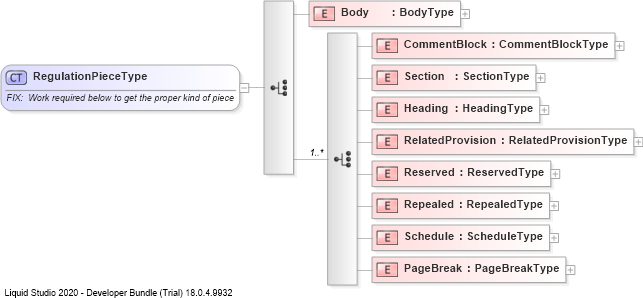 E Body : BodyType
CT RegulationPieceType
FIX: Work required below to get the proper kind of piece
1..*
E CommentBlock : CommentBlockType
E Section : SectionType
E Heading : HeadingType
E RelatedProvision : RelatedProvisionType
E Reserved : ReservedType
E Repealed : RepealedType
E Schedule : ScheduleType
E PageBreak : PageBreakType
Liquid Studio 2020 - Developer Bundle (Trial) 18.0.4.9932